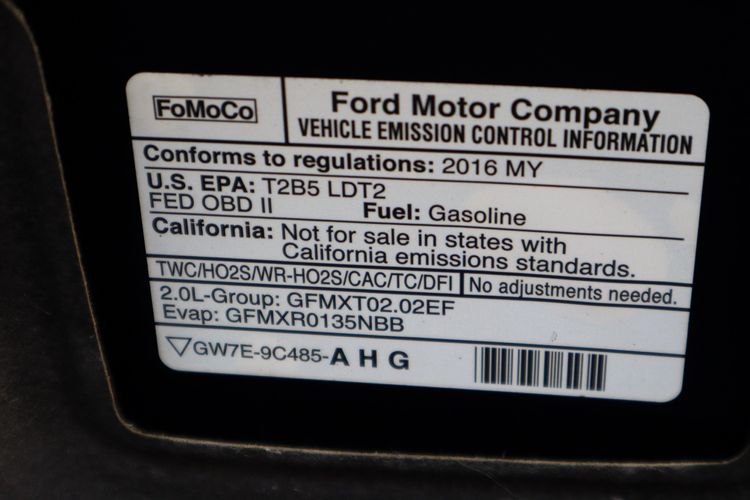 FoMoCo
Ford Motor Company
VEHICLE EMISSION CONTROL INFORMATION
Conforms to regulations: 2016 MY
U.S. EPA: T2B5 LDT2
FED OBD II Fuel: Gasoline
California: Not for sale in states with
California emissions standards.
TWC/HO2S/WR-HO2S/CAC/TC/DFI No adjustments needed.
2.0L-Group: GFMXT02.02EF
Evap: GFMXR0135NBB
▽GW7E-9C485-A H G